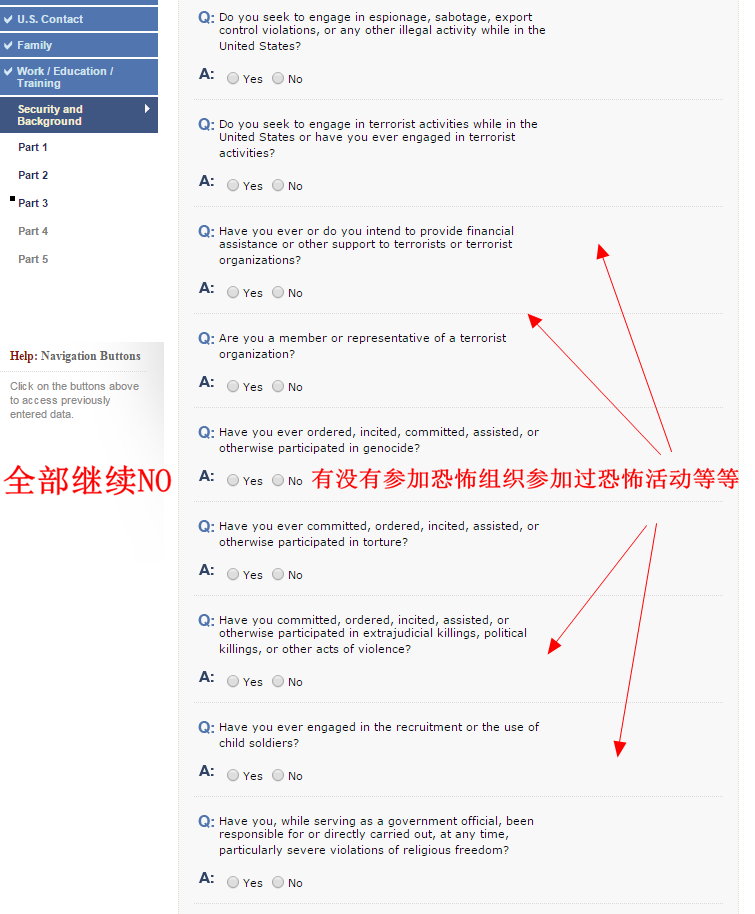 U.S. Contact
Family
Work / Education /
Training
Security and
Background
Part 1
Part 2
Part 3
Part 4
Part 5
Help: Navigation Buttons
Click on the buttons above
to access previously
entered data.
全部继续NO
Q: Do you seek to engage in espionage, sabotage, export
control violations, or any other illegal activity while in the
United States?
A: Yes No
Q: Do you seek to engage in terrorist activities while in the
United States or have you ever engaged in terrorist
activities?
A: Yes No
Q: Have you ever or do you intend to provide financial
assistance or other support to terrorists or terrorist
organizations?
A: Yes No
Q: Are you a member or representative of a terrorist
organization?
A: Yes No
Q: Have you ever ordered, incited, committed, assisted, or
otherwise participated in genocide?
A: Yes No
有没有参加恐怖组织参加过恐怖活动等等
Q: Have you ever committed, ordered, incited, assisted, or
otherwise participated in torture?
A: Yes No
Q: Have you committed, ordered, incited, assisted, or
otherwise participated in extrajudicial killings, political
killings, or other acts of violence?
A: Yes No
Q: Have you ever engaged in the recruitment or the use of
child soldiers?
A: Yes No
Q: Have you, while serving as a government official, been
responsible for or directly carried out, at any time,
particularly severe violations of religious freedom?
A: Yes No